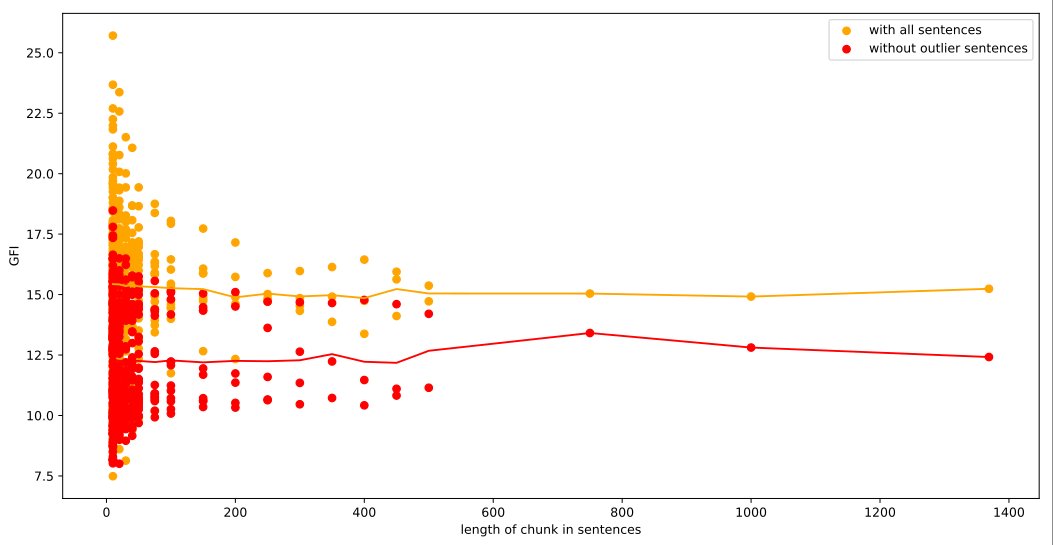 with all sentences
without outlier sentences
25.0
22.5
20.0
17.5
15.0
12.5
10.0
7.5
GFI
0 200 400 600 800 1000 1200 1400
length of chunk in sentences